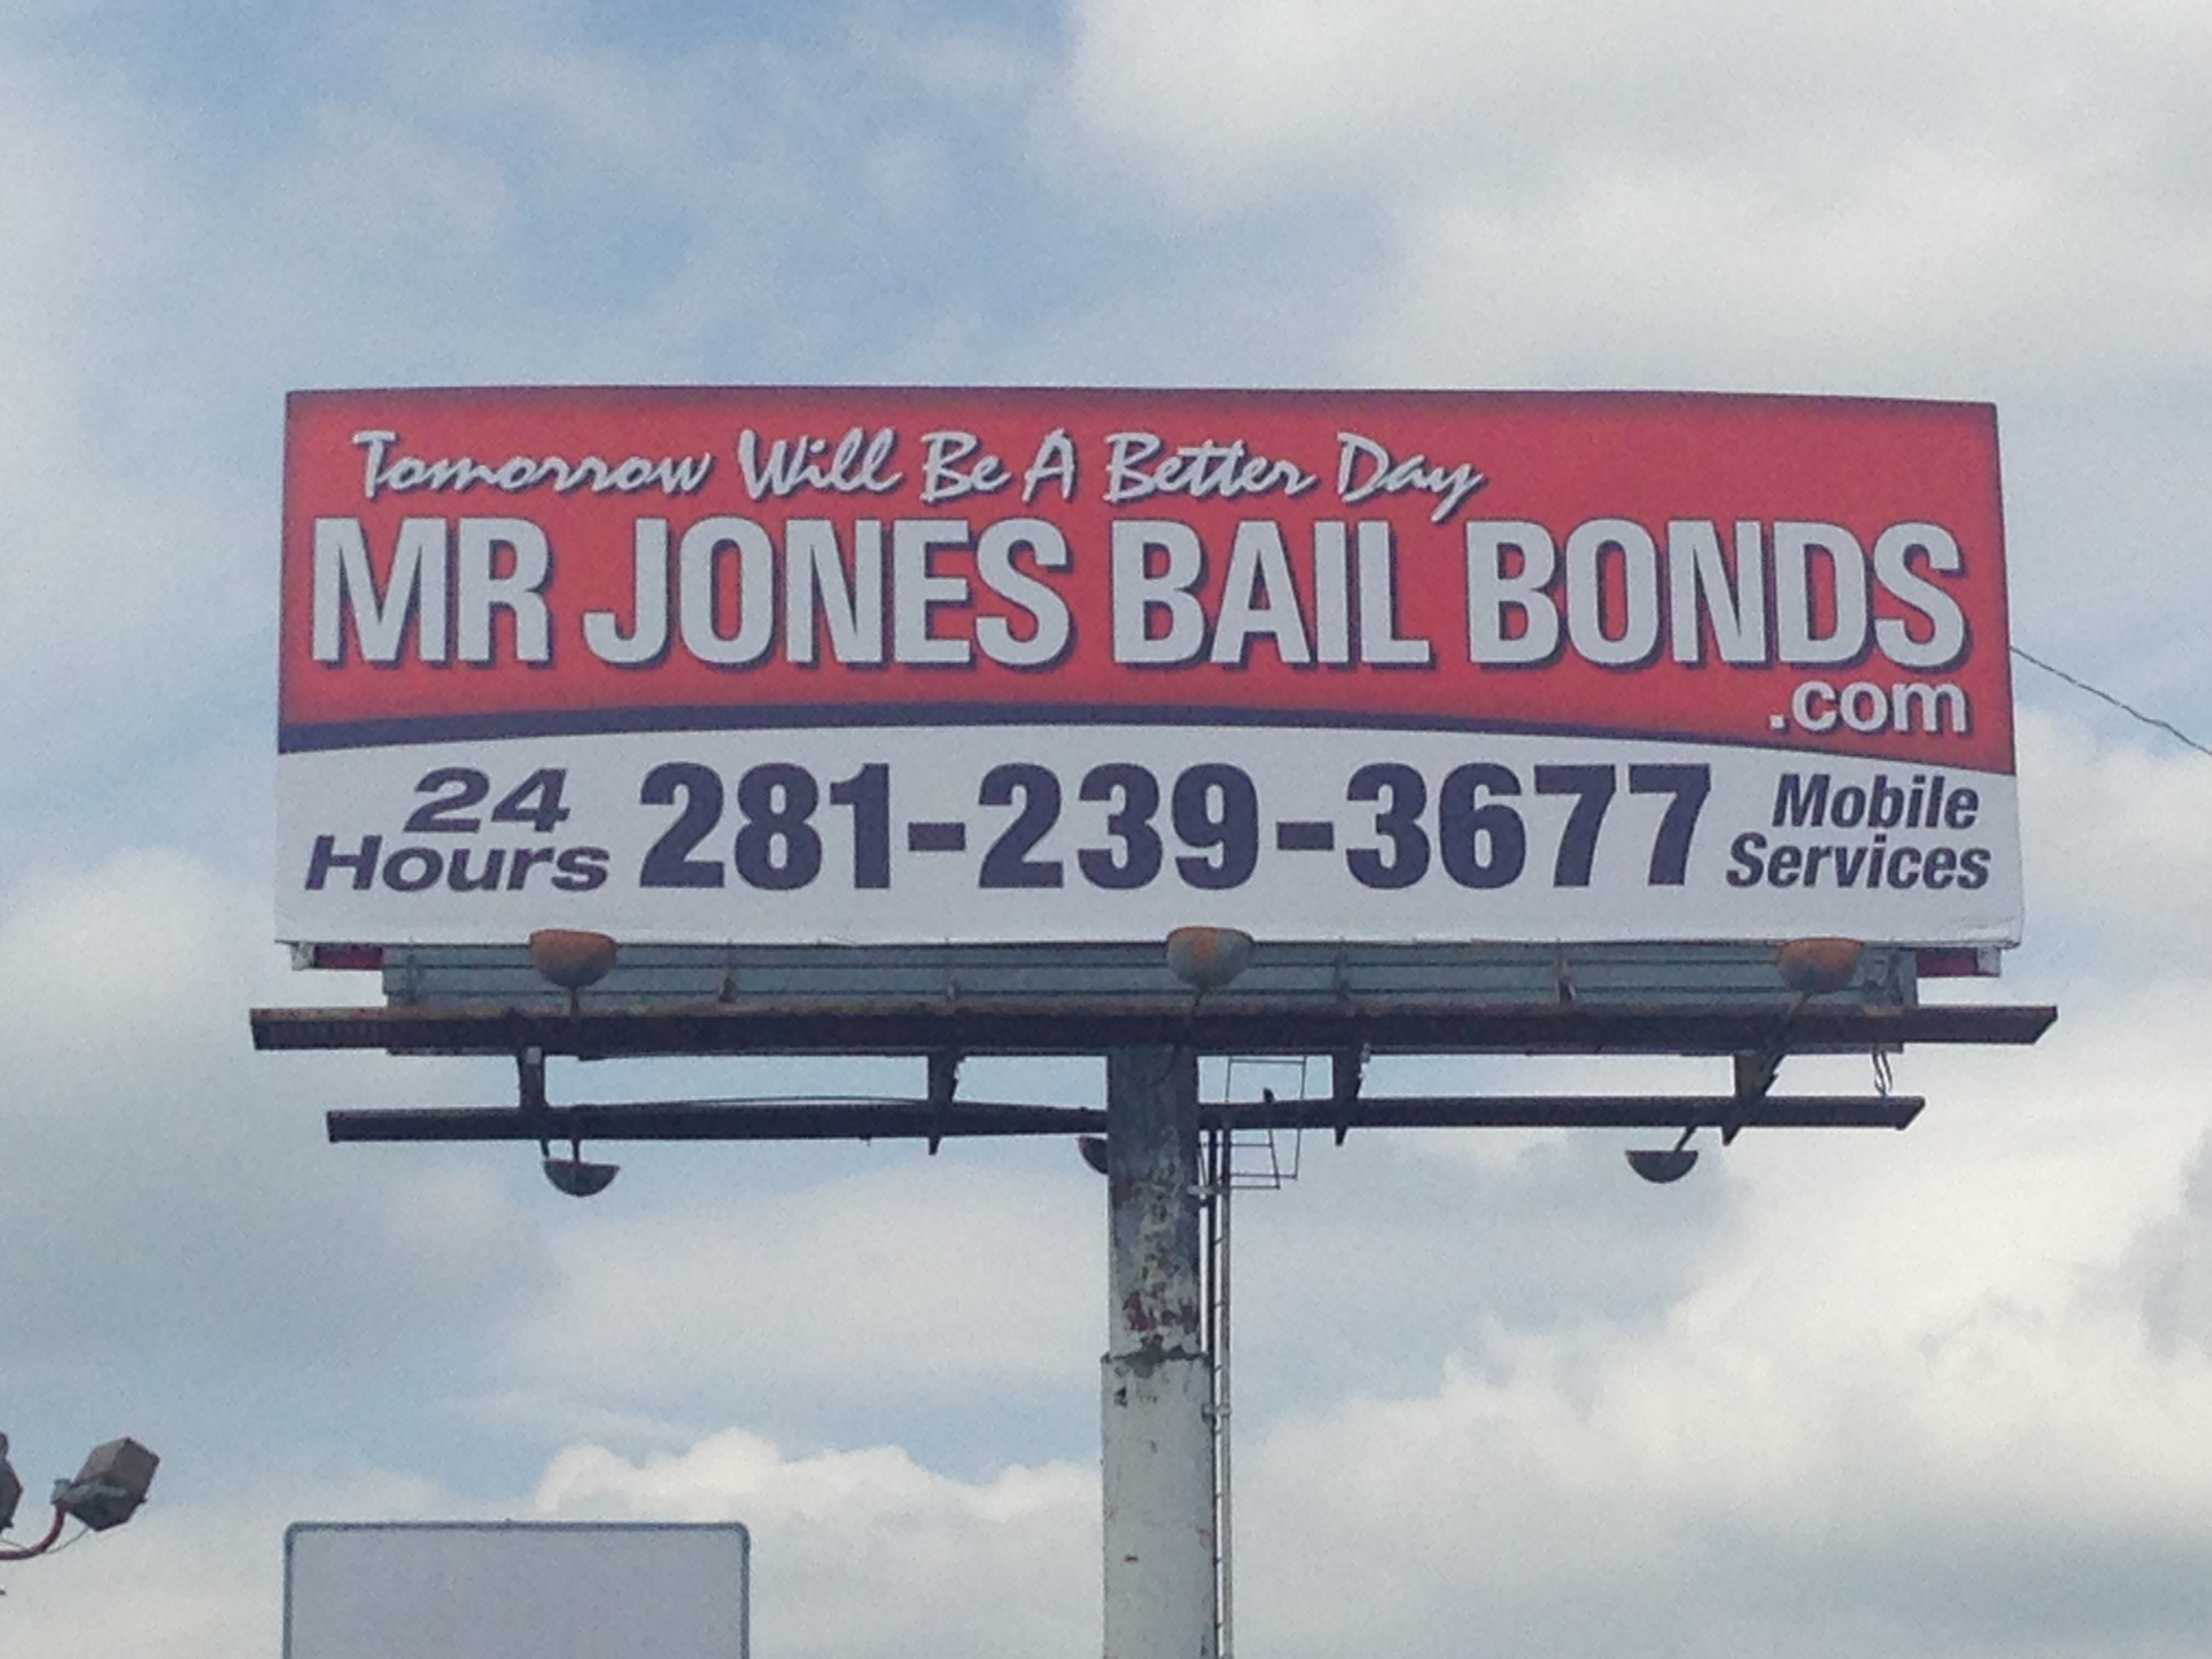 Tomorrow Will Be A Better Day
MR JONES BAIL BONDS
.com
24 Hours
281-239-3677
Mobile Services